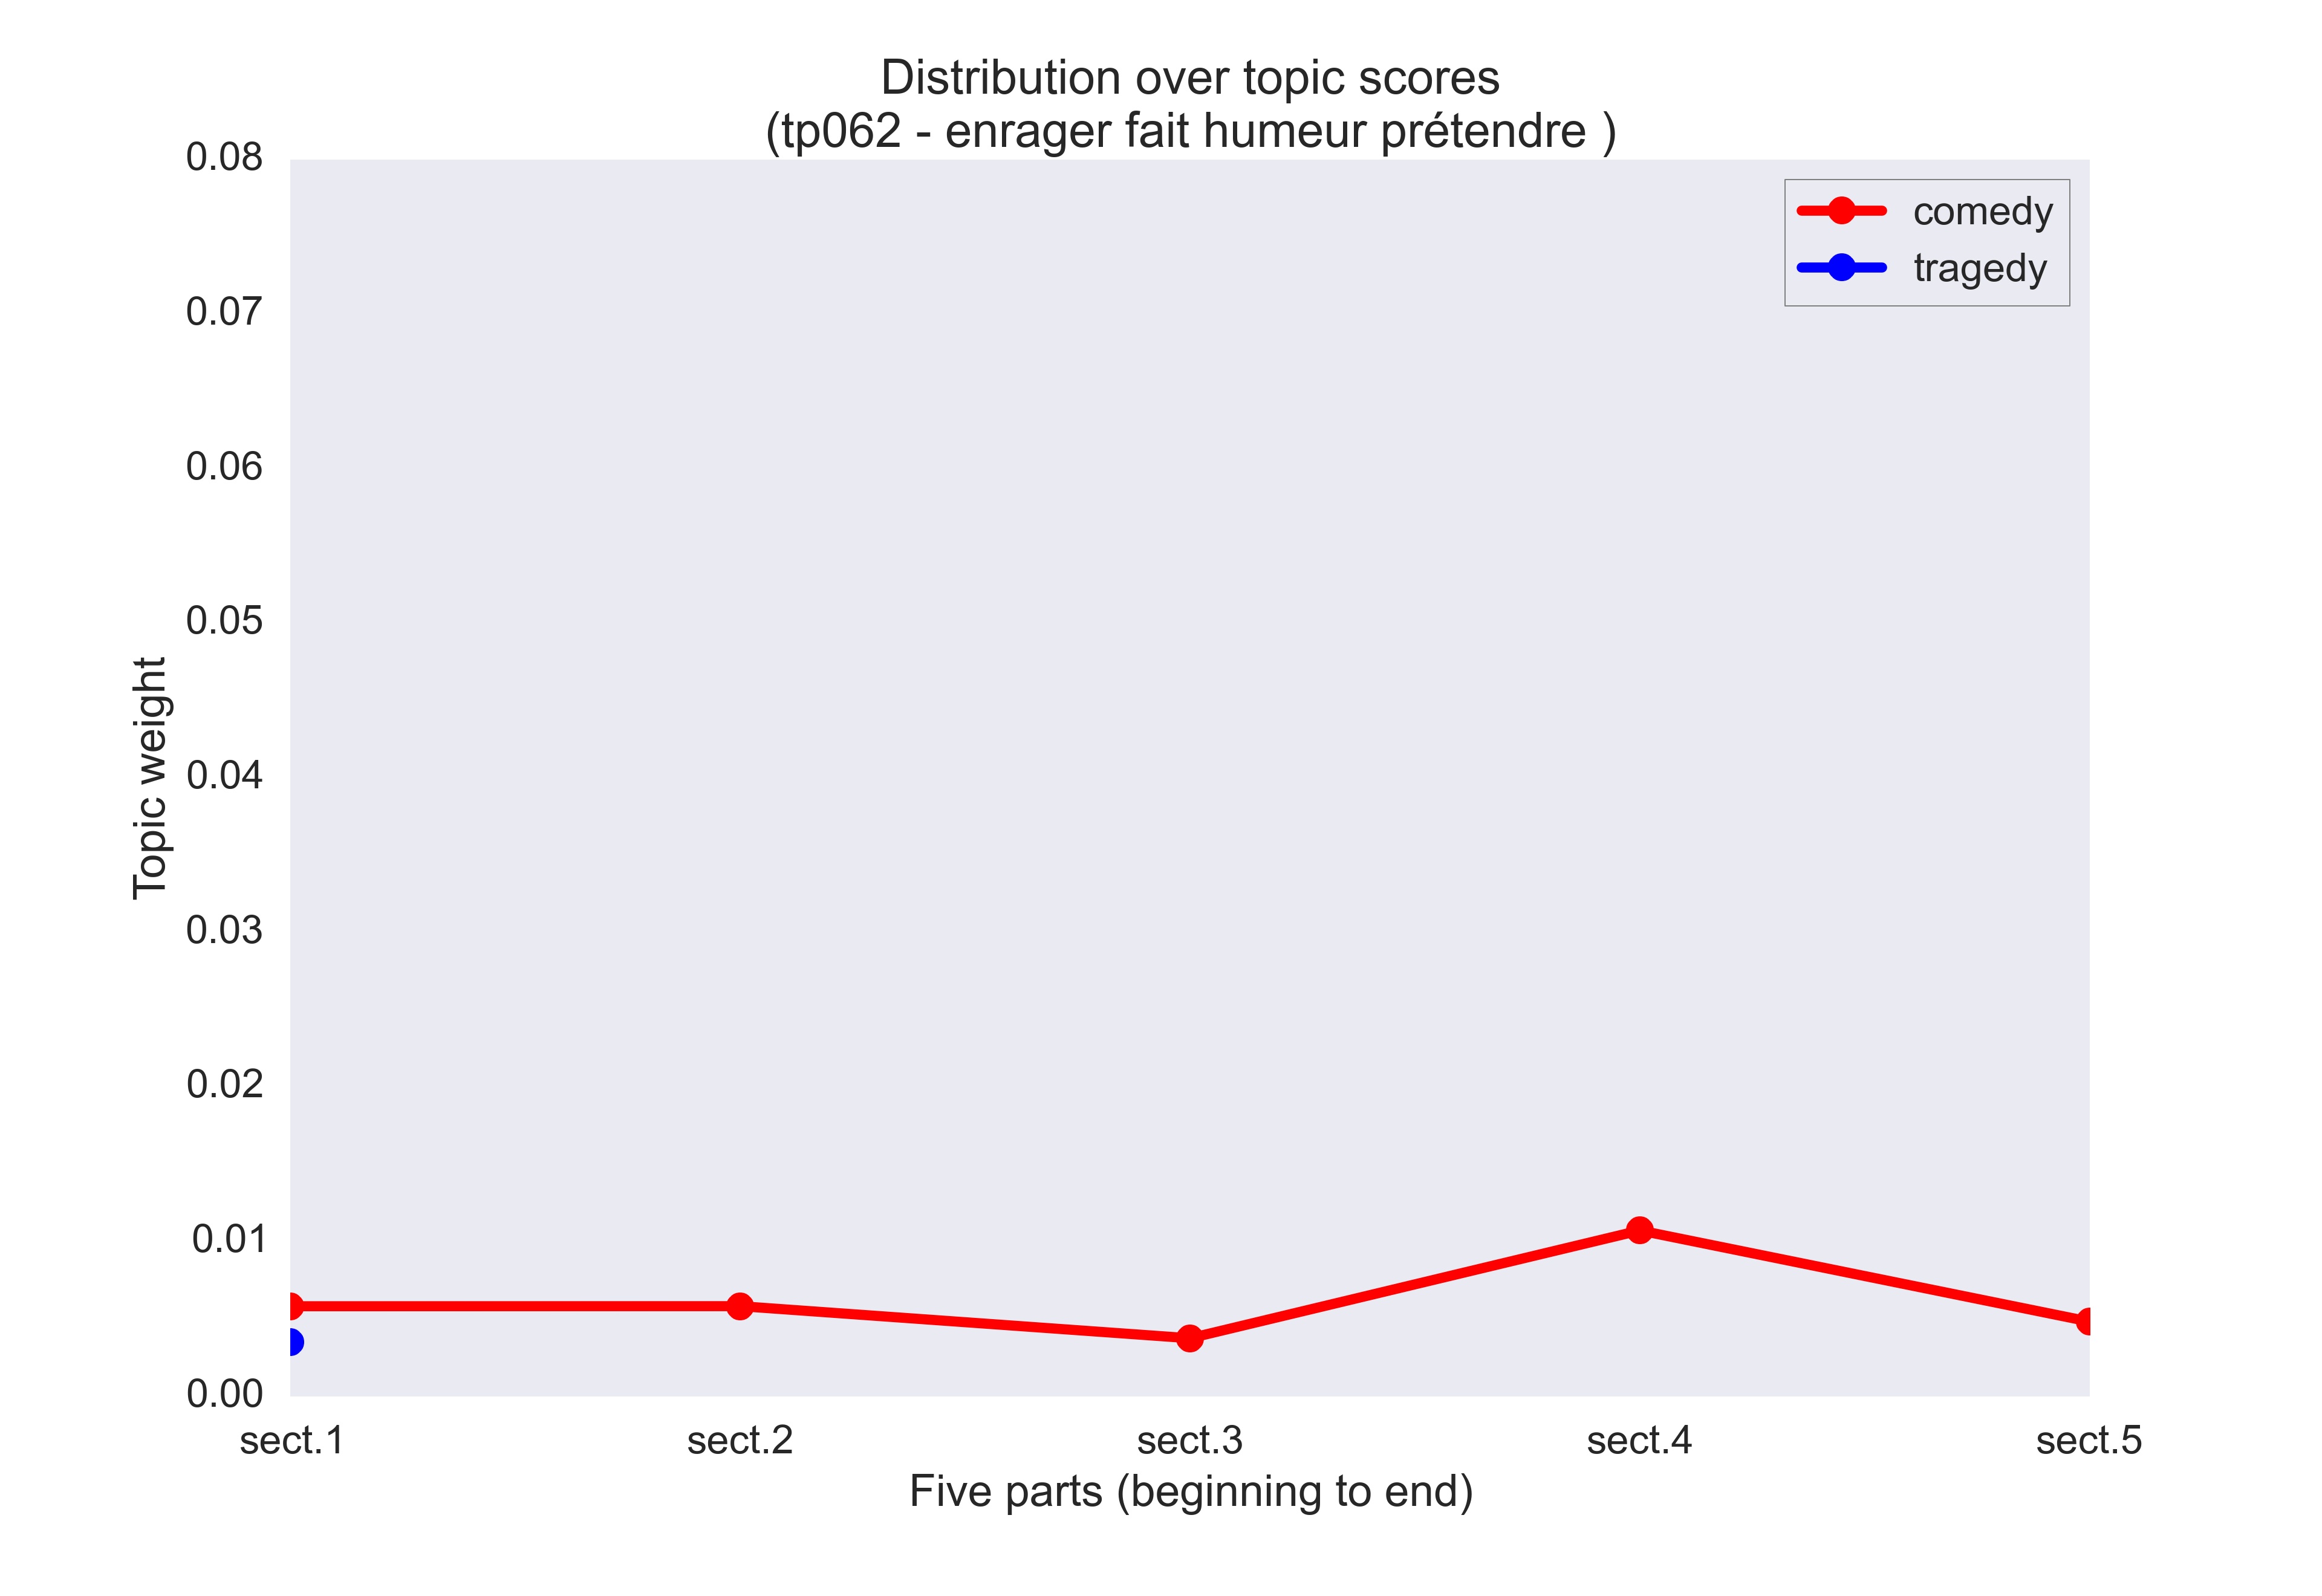 Distribution over topic scores
(tp062 - enrager fait humeur prétendre )
comedy
tragedy
0.08
0.07
0.06
0.05
0.04
0.03
0.02
0.01
0.00
Topic weight
sect.1
sect.2
sect.3
sect.4
sect.5
Five parts (beginning to end)